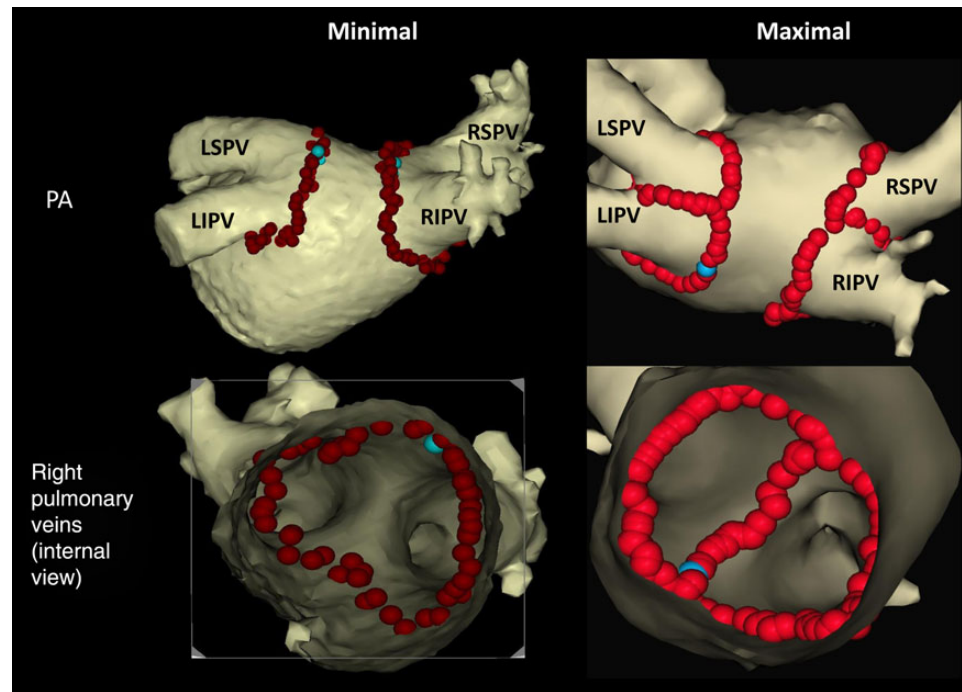 Minimal
Maximal
PA
LSPV
RSPV
LIPV
RIPV
LSPV
RSPV
LIPV
RIPV
Right
pulmonary
veins
(internal
view)